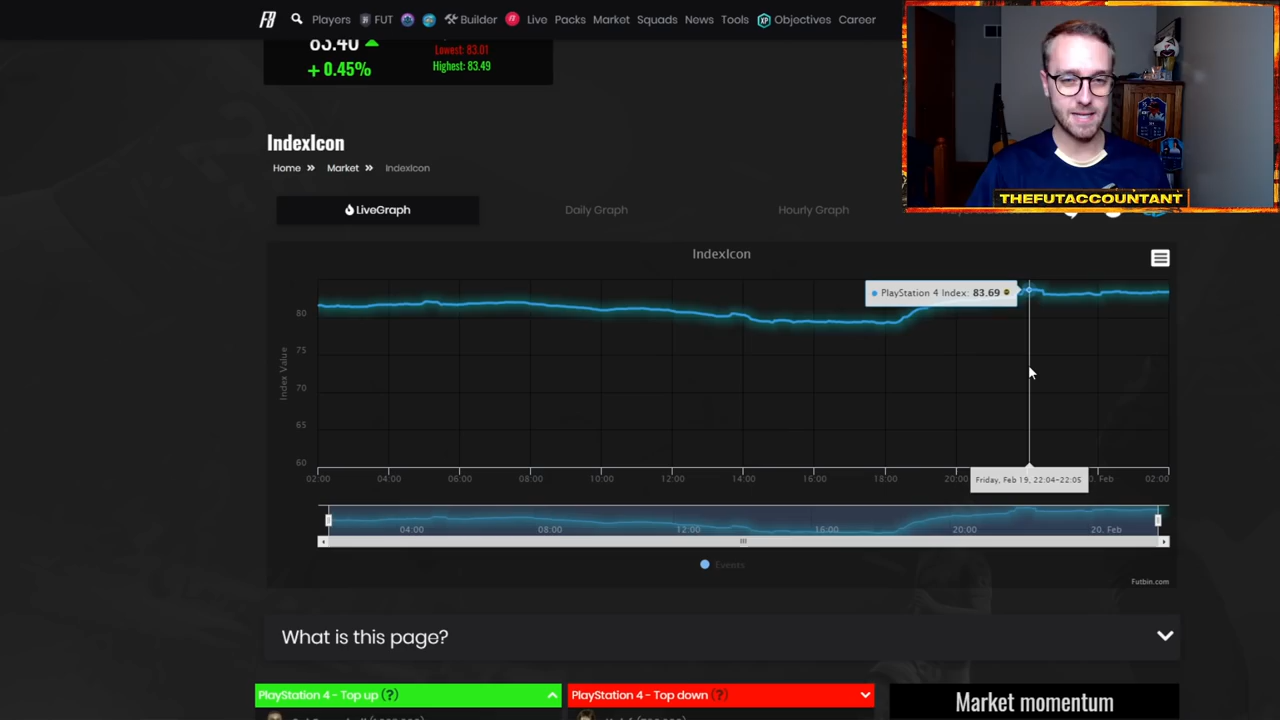 Players FUT Builder Live Packs Market Squads News Tools XP Objectives Career
83.40
+ 0.45%
Lowest: 83.01
Highest: 83.49
THEFUTACCOUNTANT
IndexIcon
Home » Market » IndexIcon
LiveGraph
Daily Graph
Hourly Graph
IndexIcon
PlayStation 4 Index: 83.69
Index Value
80
75
70
65
60
02:00 04:00 06:00 08:00 10:00 12:00 14:00 16:00 18:00 20:00 0. Feb 02:00
Friday, Feb 19, 22:04-22:05
04:00 08:00 12:00 16:00 20:00 20. Feb
Events
Futbin.com
What is this page?
PlayStation 4 - Top up (?)
PlayStation 4 - Top down (?)
Market momentum